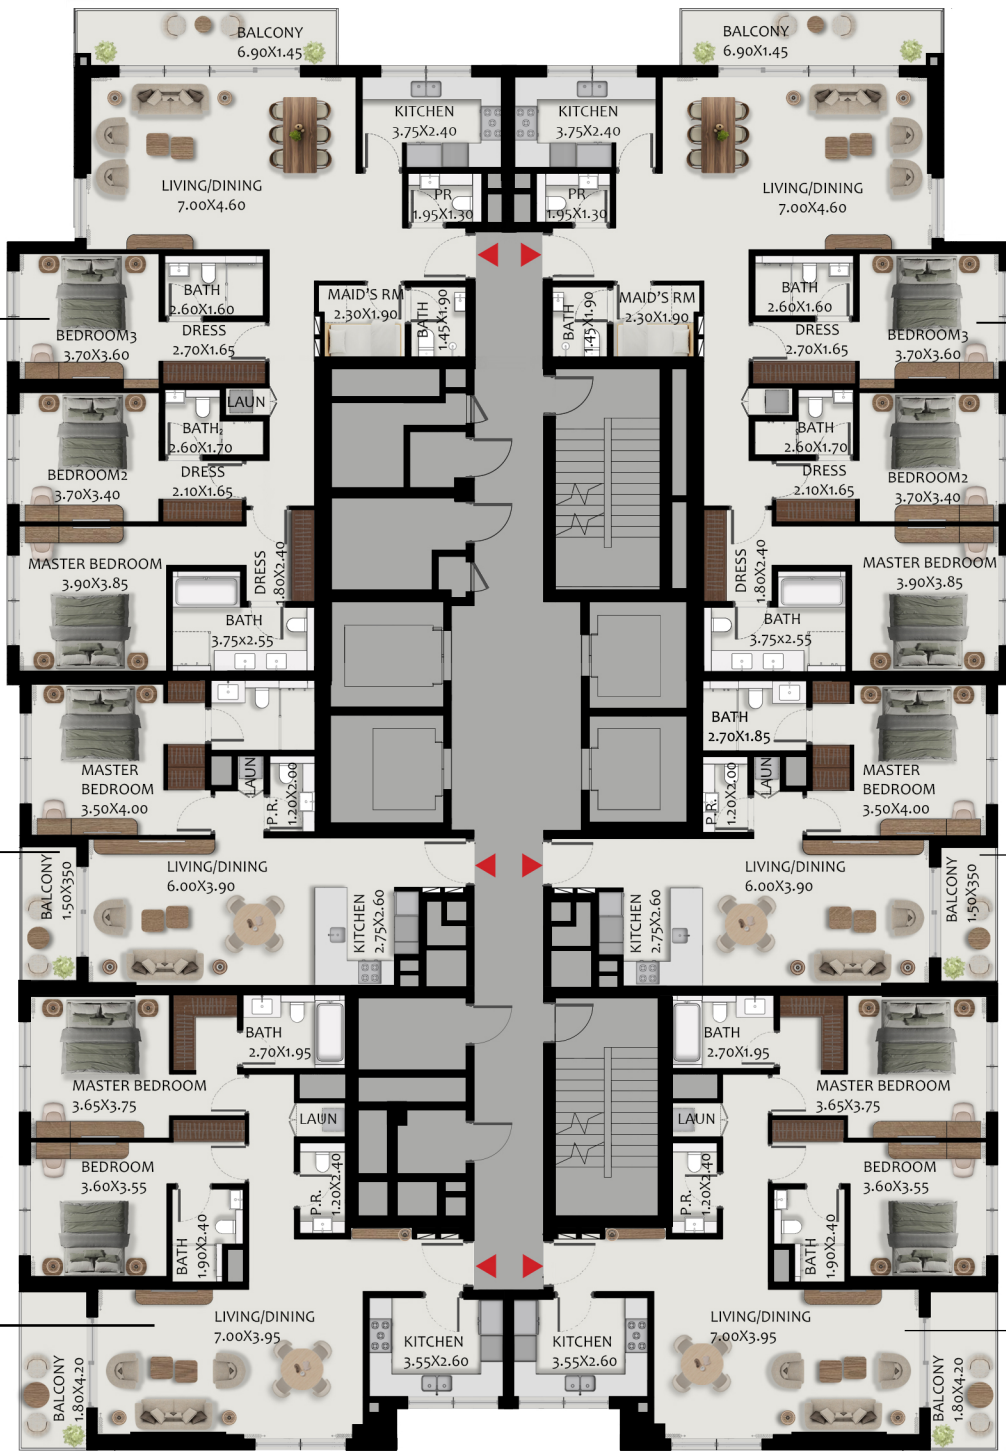 BALCONY
6.90X1.45
BALCONY
6.90X1.45
KITCHEN
3.75X2.40
KITCHEN
3.75X2.40
LIVING/DINING
7.00X4.60
PR
1.95X1.30
PR
1.95X1.30
LIVING/DINING
7.00X4.60
BATH
2.60X1.60
MAID'S RM
2.30X1.90
BATH
1.45X1.90
BATH
1.45X1.90
MAID'S RM
2.30X1.90
BATH
2.60X1.60
BEDROOM3
3.70X3.60
DRESS
2.70X1.65
DRESS
2.70X1.65
BEDROOM3
3.70X3.60
LAUN
BATH
2.60X1.70
BATH
2.60X1.70
BEDROOM2
3.70X3.40
DRESS
2.10X1.65
DRESS
2.10X1.65
BEDROOM2
3.70X3.40
MASTER BEDROOM
3.90X3.85
DRESS
1.80X2.40
DRESS
1.80X2.40
MASTER BEDROOM
3.90X3.85
BATH
3.75x2.55
BATH
3.75x2.55
BATH
2.70X1.85
MASTER
BEDROOM
3.50X4.00
LAUN
P.R.
1.20X2.00
P.R.
1.20X2.00
LAUN
MASTER
BEDROOM
3.50X4.00
BALCONY
1.50X350
LIVING/DINING
6.00X3.90
KITCHEN
2.75X2.60
KITCHEN
2.75X2.60
LIVING/DINING
6.00X3.90
BALCONY
1.50X350
BATH
2.70X1.95
BATH
2.70X1.95
MASTER BEDROOM
3.65X3.75
LAUN
LAUN
MASTER BEDROOM
3.65X3.75
BEDROOM
3.60X3.55
P.R.
1.20X2.40
P.R.
1.20X2.40
BEDROOM
3.60X3.55
BATH
1.90X2.40
BATH
1.90X2.40
LIVING/DINING
7.00X3.95
KITCHEN
3.55X2.60
KITCHEN
3.55X2.60
LIVING/DINING
7.00X3.95
BALCONY
1.80X4.20
BALCONY
1.80X4.20